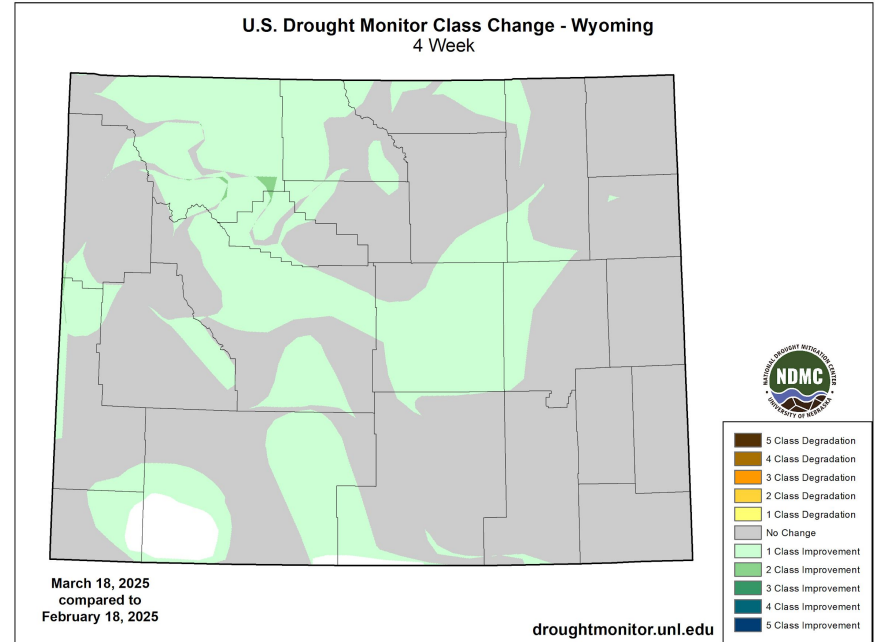 U.S. Drought Monitor Class Change - Wyoming
4 Week
NATIONAL DROUGHT MITIGATION CENTER
NDMC
UNIVERSITY OF NEBRASKA
5 Class Degradation
4 Class Degradation
3 Class Degradation
2 Class Degradation
1 Class Degradation
No Change
1 Class Improvement
2 Class Improvement
3 Class Improvement
4 Class Improvement
5 Class Improvement
March 18, 2025
compared to
February 18, 2025
droughtmonitor.unl.edu